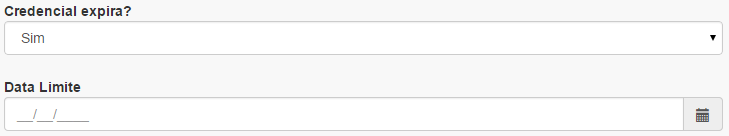 Credencial expira?
Sim
Data Limite
__/__/____